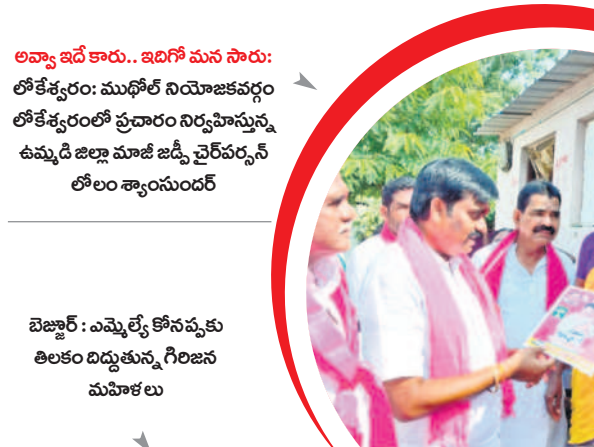 అవ్వా ఇదే కారు.. ఇదిగో మన సారు:
లోకేశ్వరం: ముథోల్ నియోజకవర్గం
లోకేశ్వరంలో ప్రచారం నిర్వహిస్తున్న
ఉమ్మడి జిల్లా మాజీ జడ్పీ చైర్‌పర్సన్
లోలం శ్యాంసుందర్
బెజ్జూర్ : ఎమ్మెల్యే కోనప్పకు
తిలకం దిద్దుతున్న గిరిజన
మహిళలు